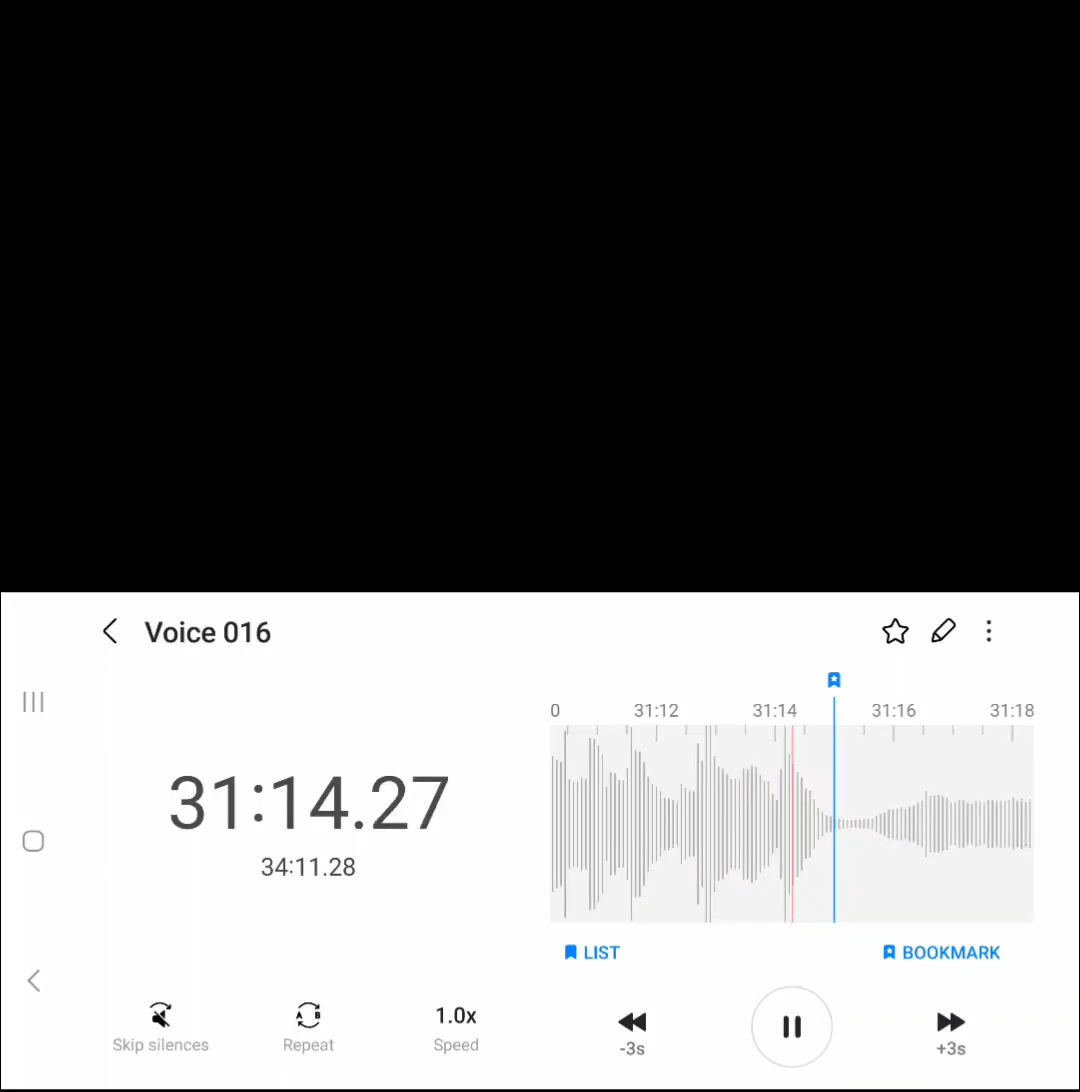 Voice 016
0 31:12 31:14 31:16 31:18
31:14.27
34:11.28
LIST BOOKMARK
A B 1.0x
Skip silences Repeat Speed -3s +3s